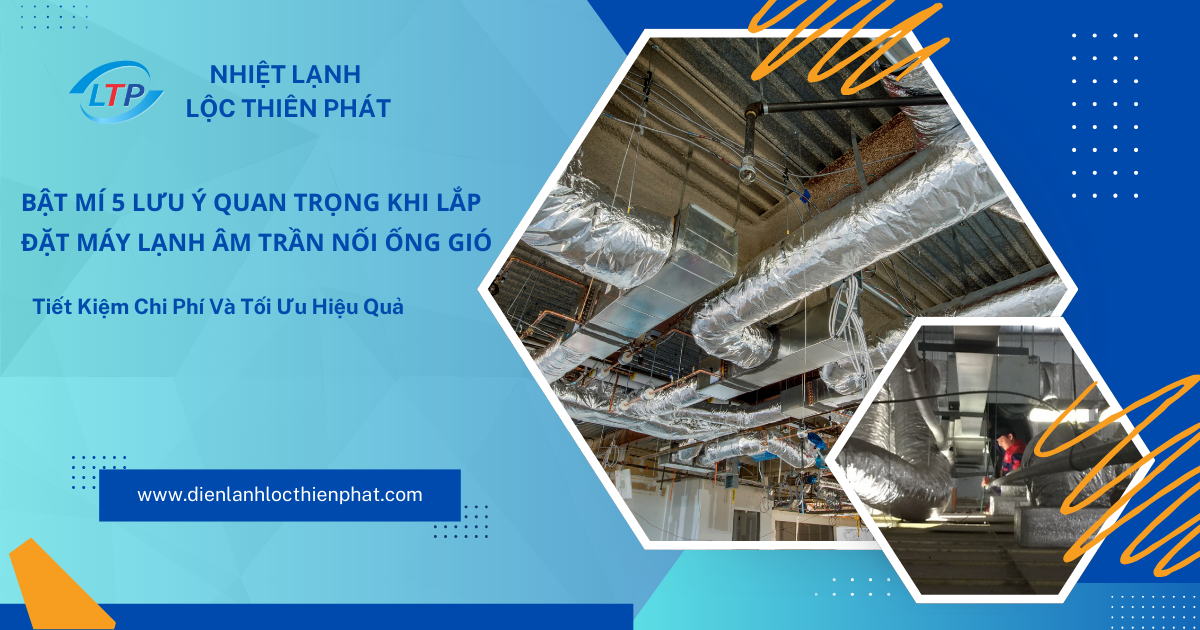 LTP
NHIỆT LẠNH
LỘC THIÊN PHÁT
BẬT MÍ 5 LƯU Ý QUAN TRỌNG KHI LẮP
ĐẶT MÁY LẠNH ÂM TRẦN NỐI ỐNG GIÓ
Tiết Kiệm Chi Phí Và Tối Ưu Hiệu Quả
www.dienlanhlocthienphat.com